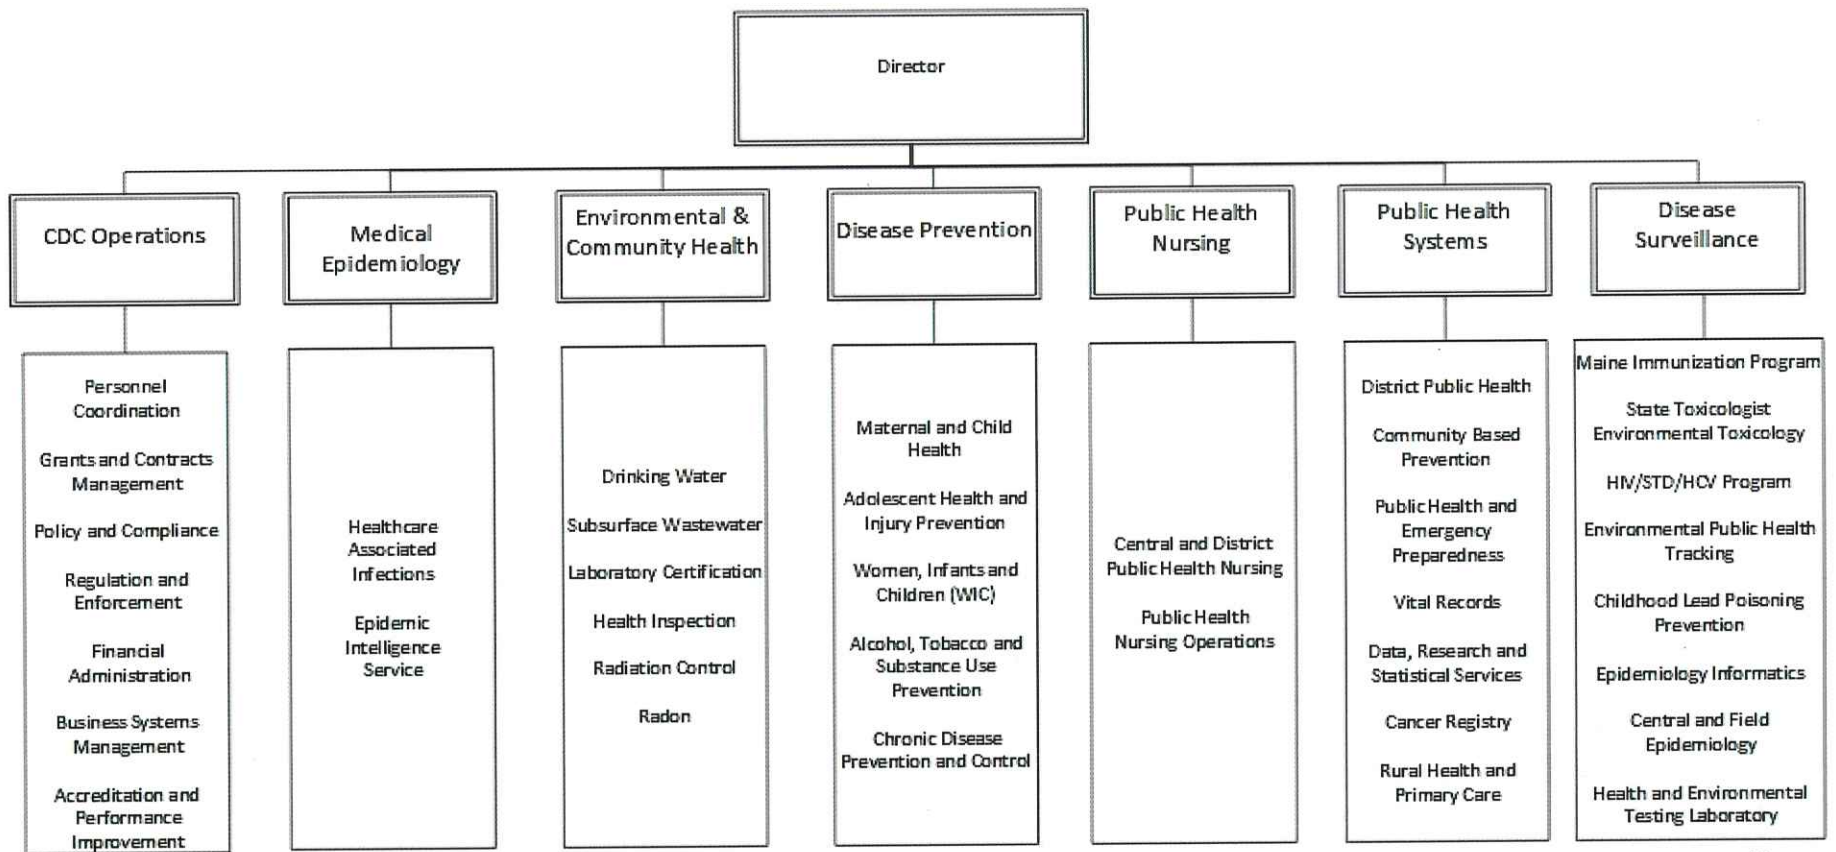 Director
CDC Operations
Medical
Epidemiology
Environmental &
Community Health
Disease Prevention
Public Health
Nursing
Public Health
Systems
Disease
Surveillance
Personnel
Coordination
Grants and Contracts
Management
Policy and Compliance
Regulation and
Enforcement
Financial
Administration
Business Systems
Management
Accreditation and
Performance
Improvement
Healthcare
Associated
Infections
Epidemic
Intelligence
Service
Drinking Water
Subsurface Wastewater
Laboratory Certification
Health Inspection
Radiation Control
Radon
Maternal and Child
Health
Adolescent Health and
Injury Prevention
Women, Infants and
Children (WIC)
Alcohol, Tobacco and
Substance Use
Prevention
Chronic Disease
Prevention and Control
Central and District
Public Health Nursing
Public Health
Nursing Operations
District Public Health
Community Based
Prevention
Public Health and
Emergency
Preparedness
Vital Records
Data, Research and
Statistical Services
Cancer Registry
Rural Health and
Primary Care
Maine Immunization Program
State Toxicologist
Environmental Toxicology
HIV/STD/HCV Program
Environmental Public Health
Tracking
Childhood Lead Poisoning
Prevention
Epidemiology Informatics
Central and Field
Epidemiology
Health and Environmental
Testing Laboratory